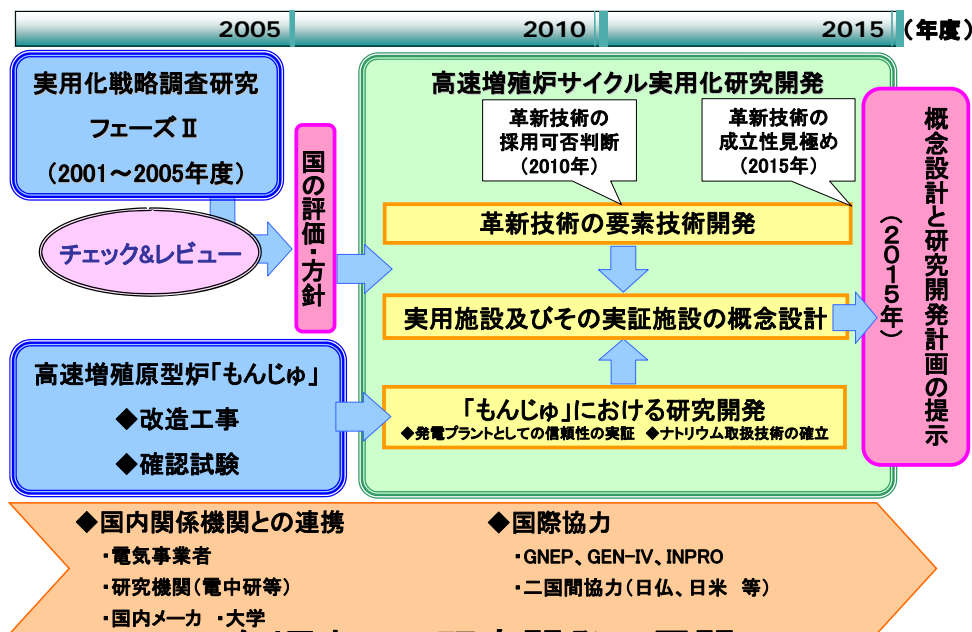 2005
2010
2015
(年度)
実用化戦略調査研究
フェーズⅡ
(2001～2005年度)
チェック&レビュー
国の評価・方針
高速増殖炉サイクル実用化研究開発
革新技術の
採用可否判断
(2010年)
革新技術の
成立性見極め
(2015年)
革新技術の要素技術開発
実用施設及びその実証施設の概念設計
「もんじゅ」における研究開発
◆発電プラントとしての信頼性の実証 ◆ナトリウム取扱技術の確立
概念設計と研究開発計画の提示
(2015年)
高速増殖原型炉「もんじゅ」
◆改造工事
◆確認試験
◆国内関係機関との連携
・電気事業者
・研究機関(電中研等)
・国内メーカ ・大学
◆国際協力
・GNEP、GEN-IV、INPRO
・二国間協力(日仏、日米 等)